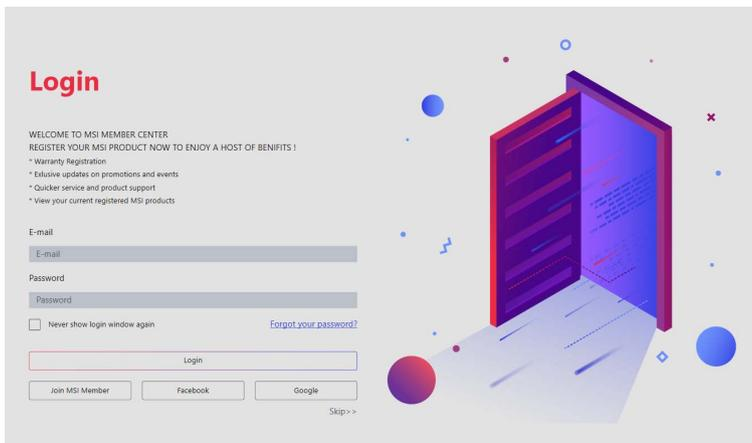 Login
WELCOME TO MSI MEMBER CENTER
REGISTER YOUR MSI PRODUCT NOW TO ENJOY A HOST OF BENIFITS !
* Warranty Registration
* Exlusive updates on promotions and events
* Quicker service and product support
* View your current registered MSI products
E-mail
E-mail
Password
Password
Never show login window again Forgot your password?
Login
Join MSI Member Facebook Google
Skip>>